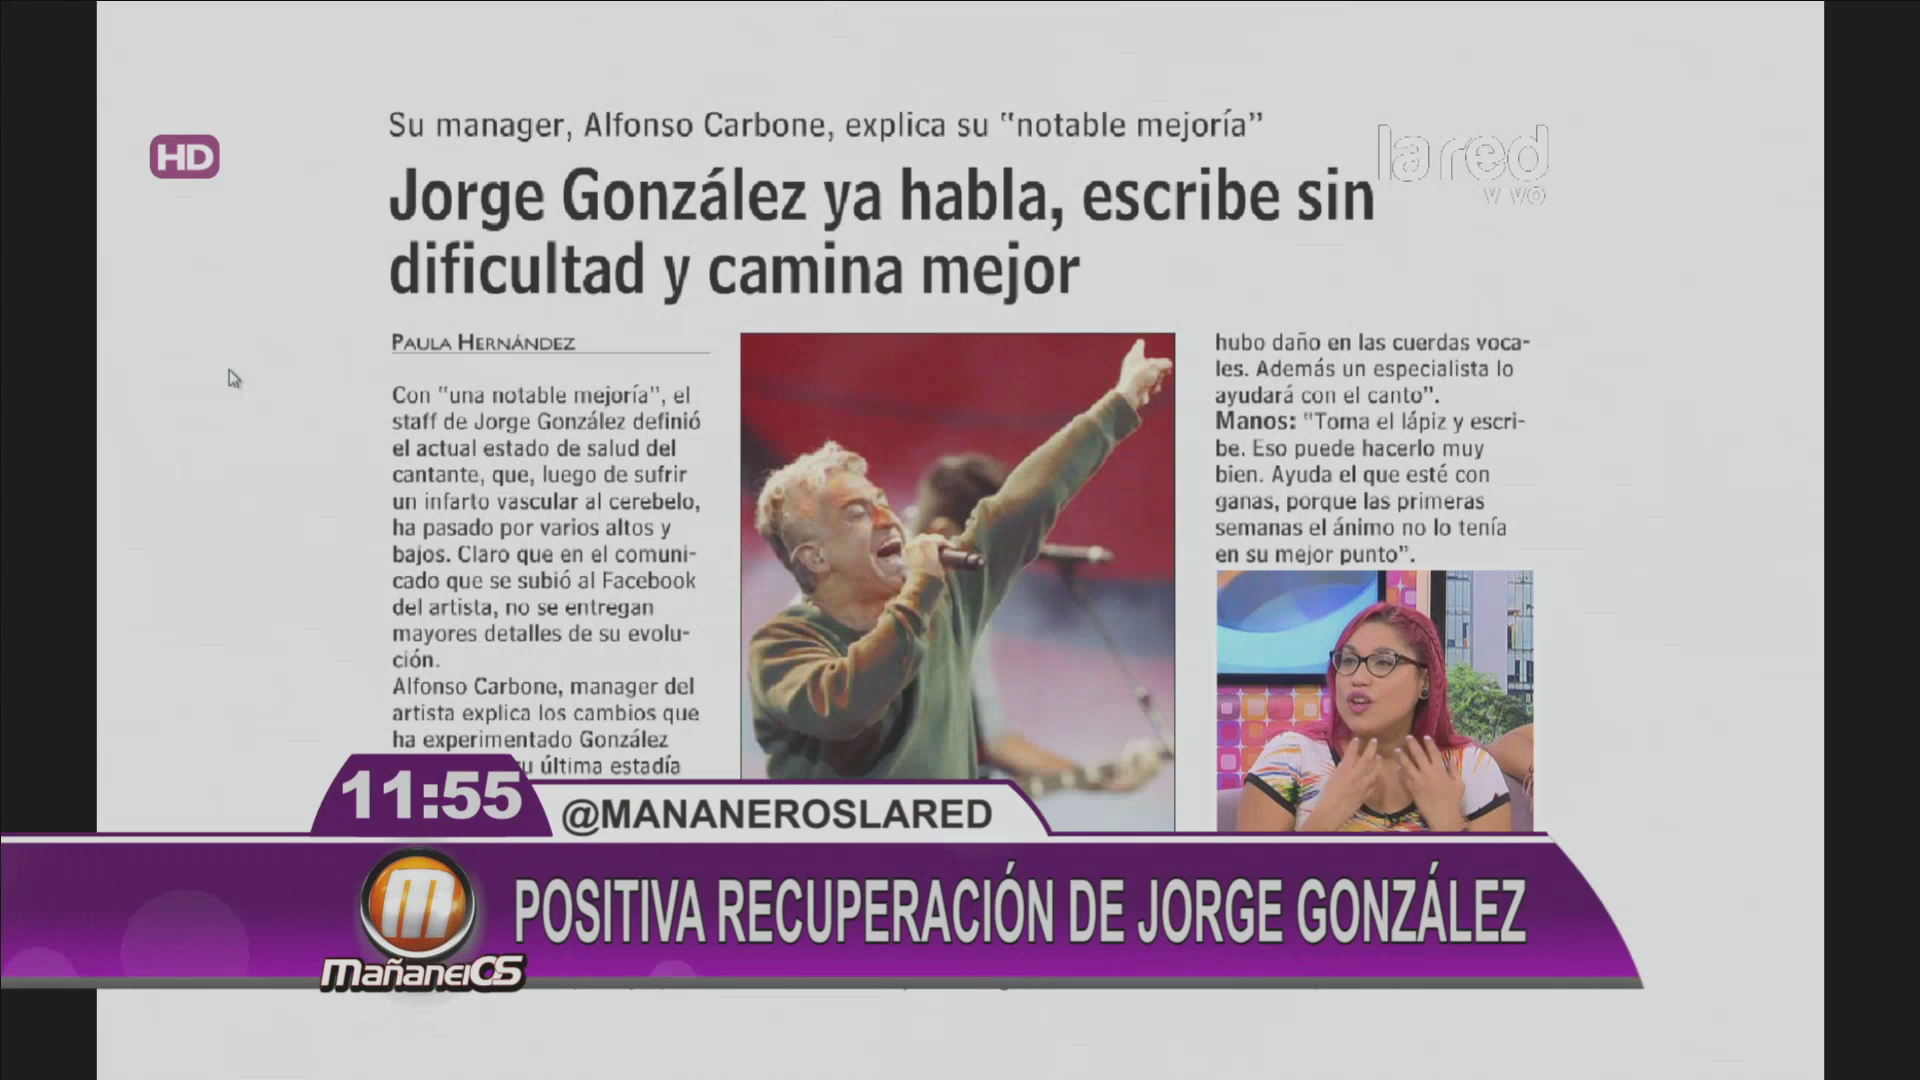 HD
la red
vivo
Su manager, Alfonso Carbone, explica su "notable mejoría"
Jorge González ya habla, escribe sin
dificultad y camina mejor
PAULA HERNÁNDEZ
Con "una notable mejoría", el
staff de Jorge González definió
el actual estado de salud del
cantante, que, luego de sufrir
un infarto vascular al cerebelo,
ha pasado por varios altos y
bajos. Claro que en el comuni-
cado que se subió al Facebook
del artista, no se entregan
mayores detalles de su evolu-
ción.
Alfonso Carbone, manager del
artista explica los cambios que
ha experimentado González
última estadía
hubo daño en las cuerdas voca-
les. Además un especialista lo
ayudará con el canto".
Manos: "Toma el lápiz y escri-
be. Eso puede hacerlo muy
bien. Ayuda el que esté con
ganas, porque las primeras
semanas el ánimo no lo tenía
en su mejor punto".
11:55
@MANANEROSLARED
POSITIVA RECUPERACIÓN DE JORGE GONZÁLEZ
m
Mañaneros